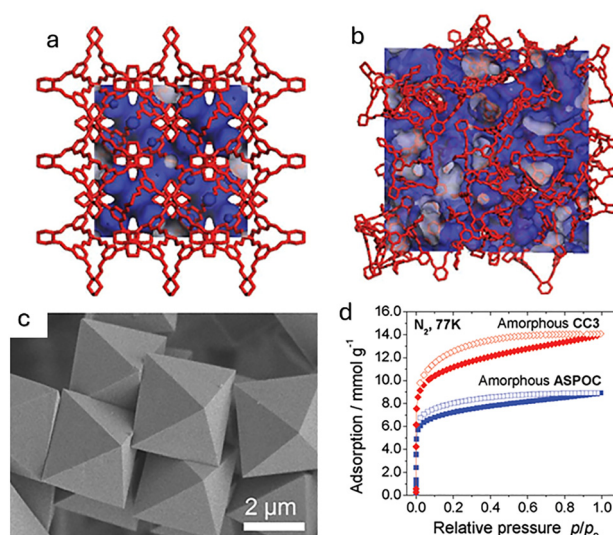 a
b
c
2 μm
d
N₂, 77K
Amorphous CC3
Amorphous ASPOC
Adsorption / mmol g⁻¹
16.0
14.0
12.0
10.0
8.0
6.0
4.0
2.0
0.0
0.0 0.2 0.4 0.6 0.8 1.0
Relative pressure p/p₀